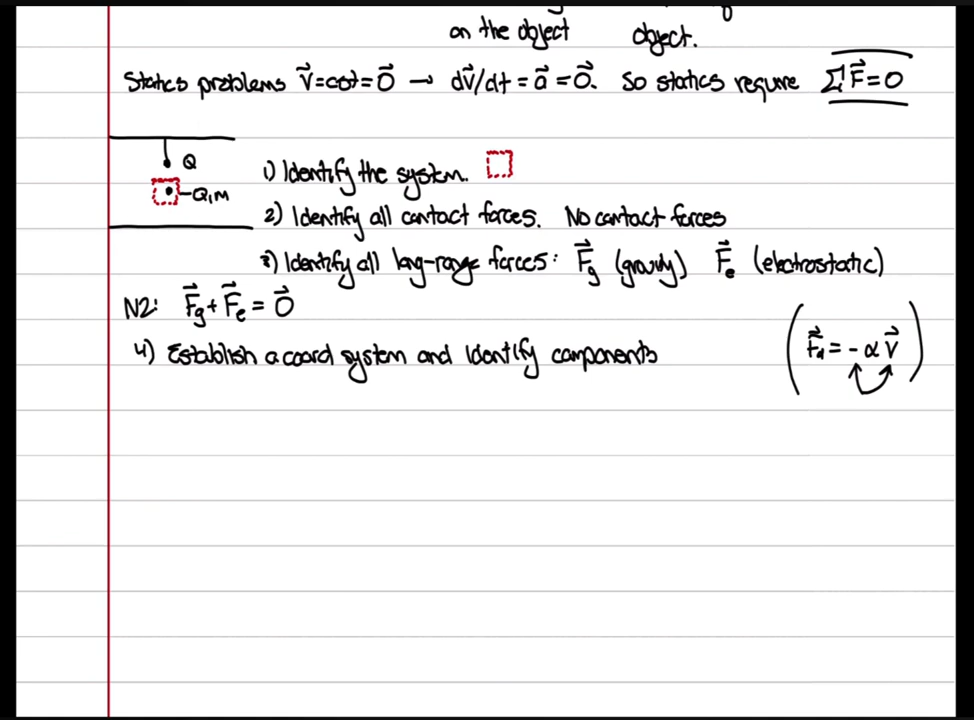 on the object object.
Statics problems v⃗=cst=0⃗ → dv⃗/dt = a⃗ = 0⃗. So statics require ΣF⃗=0
Q
-Q,M
1) Identify the system.
2) Identify all contact forces. No contact forces
3) Identify all long-range forces: F⃗g (gravity) F⃗e (electrostatic)
N2: F⃗g + F⃗e = 0⃗
4) Establish a coord system and identify components
(F⃗d = -αv⃗)